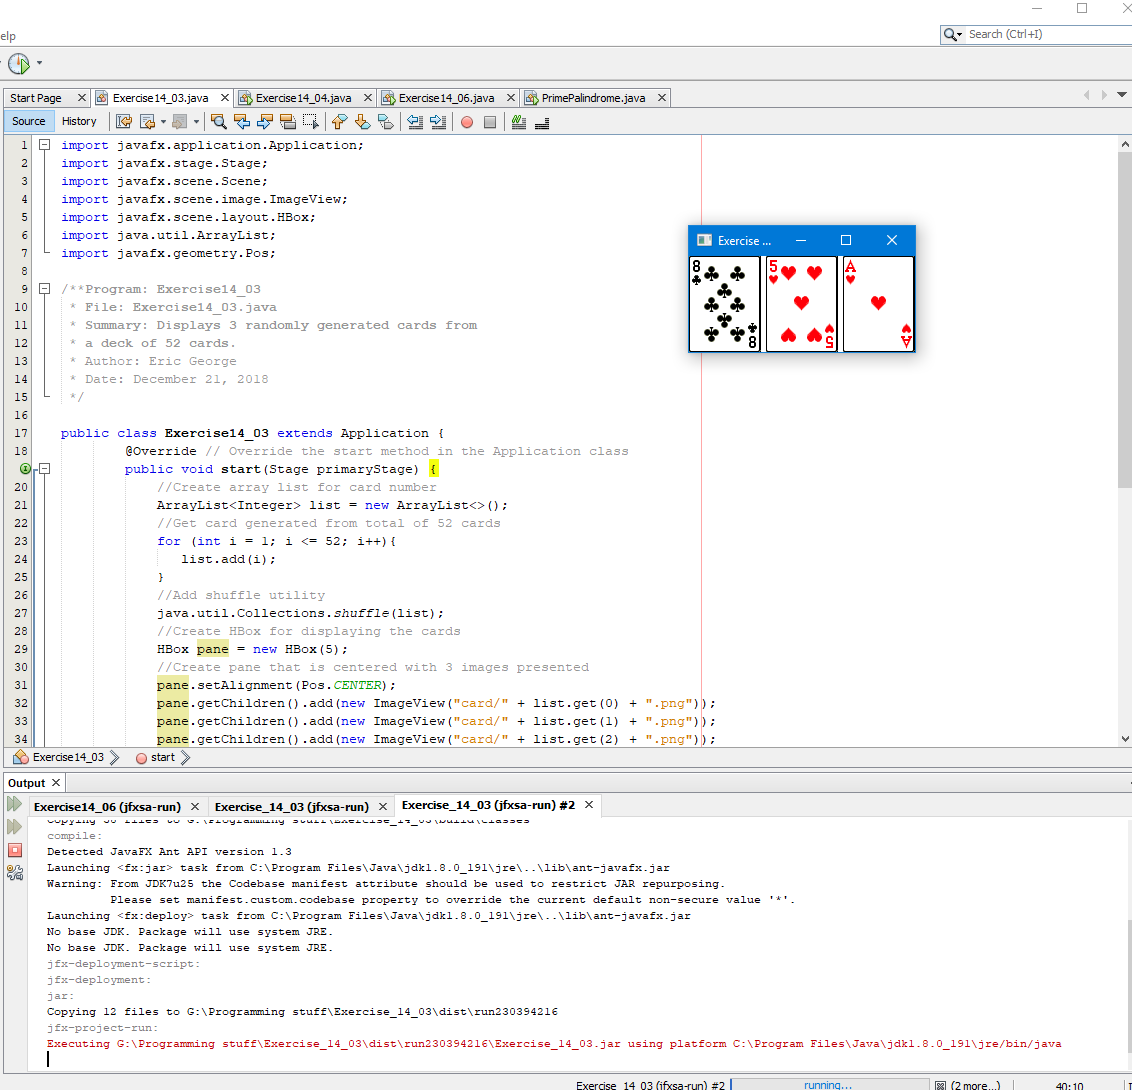 elp
Search (Ctrl+I)
Start Page Exercise14_03.java Exercise14_04.java Exercise14_06.java PrimePalindrome.java
Source History
1 import javafx.application.Application;
2 import javafx.stage.Stage;
3 import javafx.scene.Scene;
4 import javafx.scene.image.ImageView;
5 import javafx.scene.layout.HBox;
6 import java.util.ArrayList;
7 import javafx.geometry.Pos;
8
9 /**Program: Exercise14_03
10 * File: Exercise14_03.java
11 * Summary: Displays 3 randomly generated cards from
12 * a deck of 52 cards.
13 * Author: Eric George
14 * Date: December 21, 2018
15 */
16
17 public class Exercise14_03 extends Application {
18 @Override // Override the start method in the Application class
public void start(Stage primaryStage) {
20 //Create array list for card number
21 ArrayList<Integer> list = new ArrayList<>();
22 //Get card generated from total of 52 cards
23 for (int i = 1; i <= 52; i++){
24 list.add(i);
25 }
26 //Add shuffle utility
27 java.util.Collections.shuffle(list);
28 //Create HBox for displaying the cards
29 HBox pane = new HBox(5);
30 //Create pane that is centered with 3 images presented
31 pane.setAlignment(Pos.CENTER);
32 pane.getChildren().add(new ImageView("card/" + list.get(0) + ".png"));
33 pane.getChildren().add(new ImageView("card/" + list.get(1) + ".png"));
34 pane.getChildren().add(new ImageView("card/" + list.get(2) + ".png"));
Exercise ...
8 5 A
8 5 A
Exercise14_03 start
Output
Exercise14_06 (jfxsa-run) Exercise_14_03 (jfxsa-run) Exercise_14_03 (jfxsa-run) #2
Copying 36 files to G:\Programming stuff\Exercise_14_03\build\classes
compile:
Detected JavaFX Ant API version 1.3
Launching <fx:jar> task from C:\Program Files\Java\jdk1.8.0_191\jre\..\lib\ant-javafx.jar
Warning: From JDK7u25 the Codebase manifest attribute should be used to restrict JAR repurposing.
Please set manifest.custom.codebase property to override the current default non-secure value '*'.
Launching <fx:deploy> task from C:\Program Files\Java\jdk1.8.0_191\jre\..\lib\ant-javafx.jar
No base JDK. Package will use system JRE.
No base JDK. Package will use system JRE.
jfx-deployment-script:
jfx-deployment:
jar:
Copying 12 files to G:\Programming stuff\Exercise_14_03\dist\run230394216
jfx-project-run:
Executing G:\Programming stuff\Exercise_14_03\dist\run230394216\Exercise_14_03.jar using platform C:\Program Files\Java\jdk1.8.0_191\jre/bin/java
Exercise_14_03 (jfxsa-run) #2 running... (2 more...) 40:10